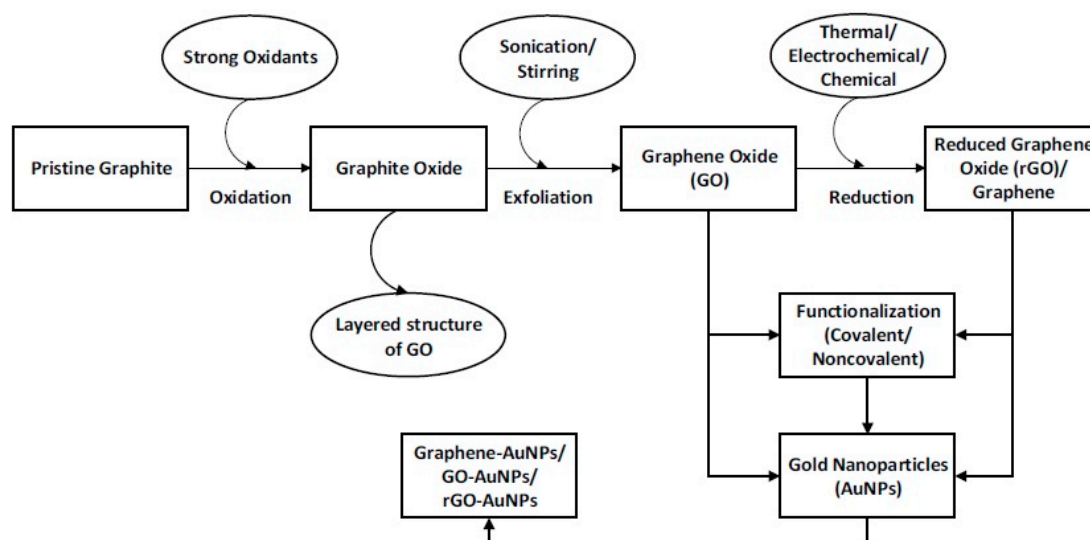 Strong Oxidants
Sonication/
Stirring
Thermal/
Electrochemical/
Chemical
Pristine Graphite
Oxidation
Graphite Oxide
Exfoliation
Graphene Oxide
(GO)
Reduction
Reduced Graphene
Oxide (rGO)/
Graphene
Layered structure
of GO
Functionalization
(Covalent/
Noncovalent)
Graphene-AuNPs/
GO-AuNPs/
rGO-AuNPs
Gold Nanoparticles
(AuNPs)